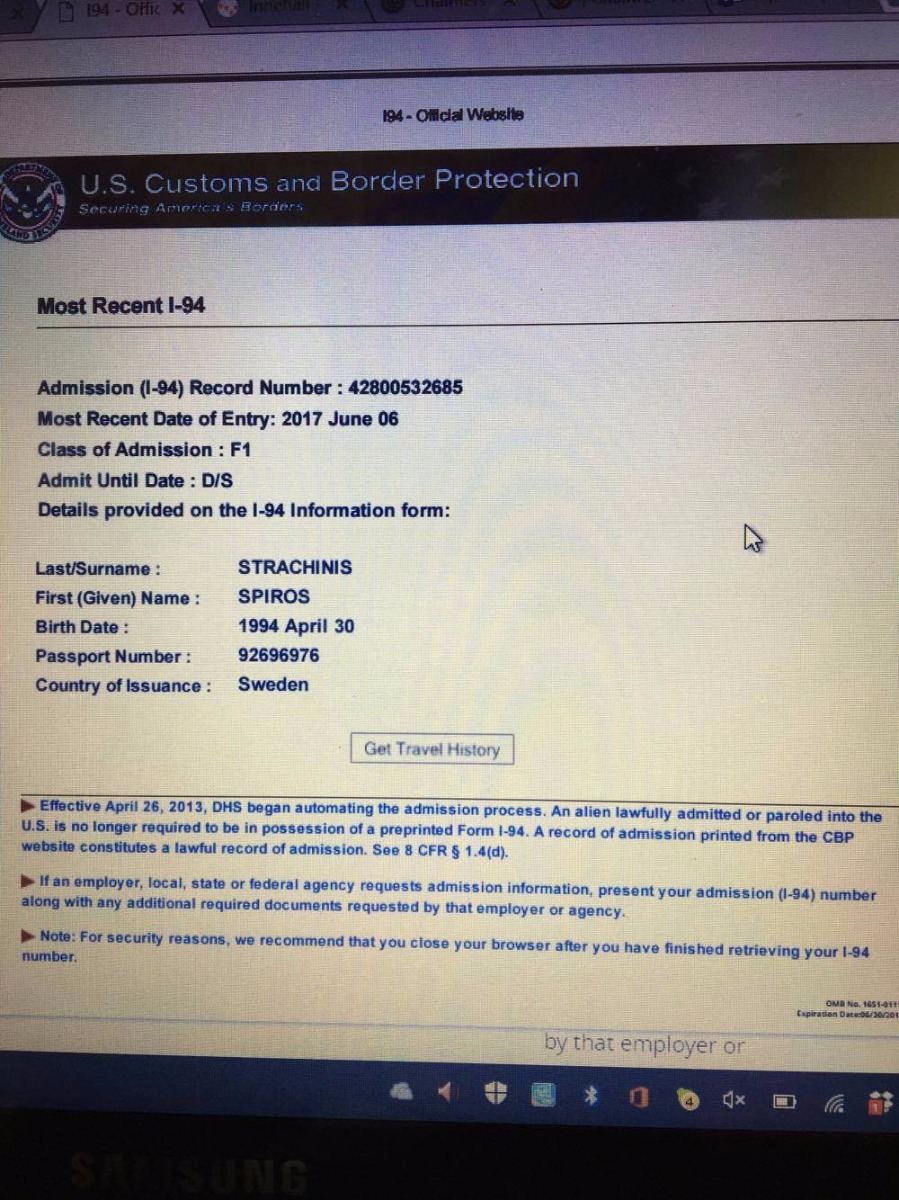 I94 - Offic
I94 - Official Website
U.S. Customs and Border Protection
Securing America's Borders
Most Recent I-94
Admission (I-94) Record Number : 42800532685
Most Recent Date of Entry: 2017 June 06
Class of Admission : F1
Admit Until Date : D/S
Details provided on the I-94 Information form:
Last/Surname : STRACHINIS
First (Given) Name : SPIROS
Birth Date : 1994 April 30
Passport Number : 92696976
Country of Issuance : Sweden
Get Travel History
Effective April 26, 2013, DHS began automating the admission process. An alien lawfully admitted or paroled into the
U.S. is no longer required to be in possession of a preprinted Form I-94. A record of admission printed from the CBP
website constitutes a lawful record of admission. See 8 CFR § 1.4(d).
If an employer, local, state or federal agency requests admission information, present your admission (I-94) number
along with any additional required documents requested by that employer or agency.
Note: For security reasons, we recommend that you close your browser after you have finished retrieving your I-94
number.
OMB No. 1651-011
Expiration Date:06/30/201
by that employer or
4
1
SAMSUNG